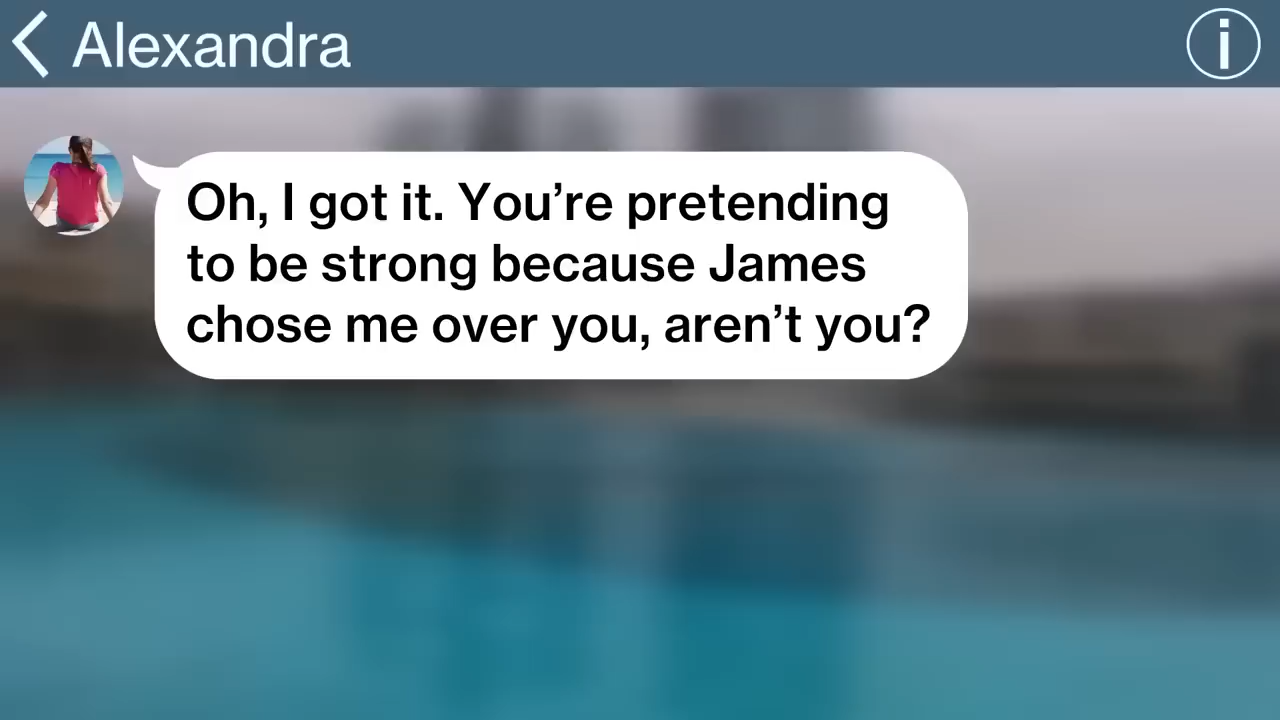 Alexandra
Oh, I got it. You’re pretending
to be strong because James
chose me over you, aren’t you?